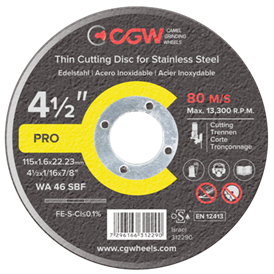 CGW
CAMEL
GRINDING
WHEELS
Thin Cutting Disc for Stainless Steel
Edelstahl | Acero Inoxidable | Acier Inoxydable
4½"
80 M/S
Max. 13,300 R.P.M.
Cutting
Trennen
Corte
Tronçonnage
PRO
115x1.6x22.23mm
4½x1/16x7/8"
WA 46 SBF
FE-S-Cl≤0.1%
7296166312290
Israel
312290
EN 12413
www.cgwheels.com